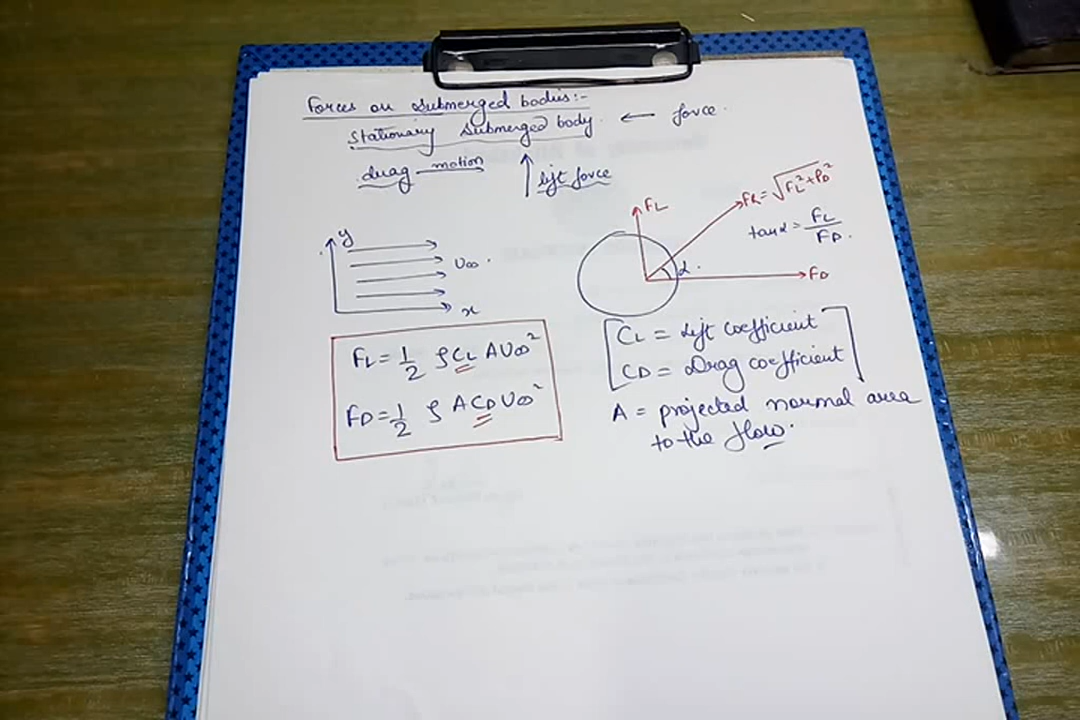 Forces on submerged bodies:-
Stationary submerged body. ← force.
drag — motion ↑ lift force
y
U∞.
x
FL
FR = √FL²+FD²
tanα = FL/FD.
α.
FD
FL = 1/2 ρ CL A U∞²
FD = 1/2 ρ A CD U∞²
CL = Lift coefficient
CD = Drag coefficient
A = projected normal area
to the flow.